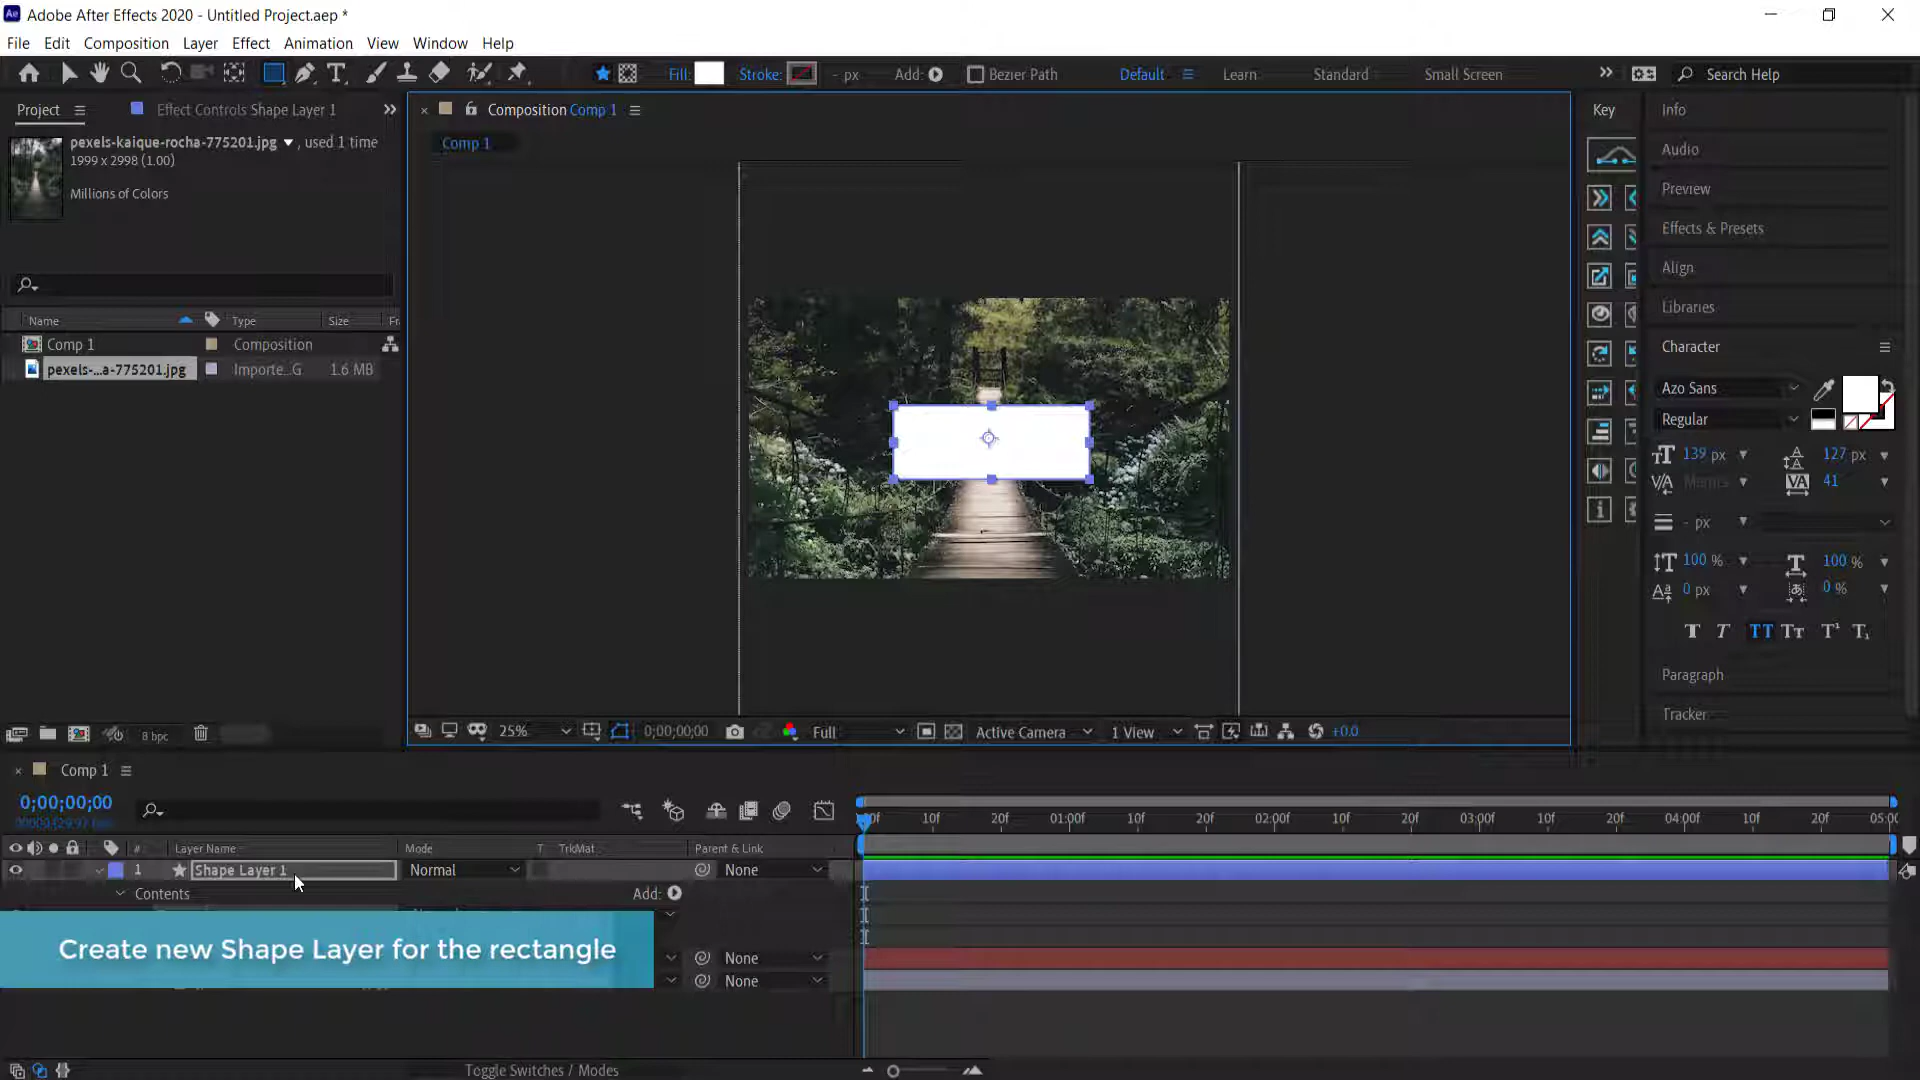 Adobe After Effects 2020 - Untitled Project.aep *
File Edit Composition Layer Effect Animation View Window Help
Fill: Stroke: - px Add: Bezier Path Default Learn Standard Small Screen Search Help
Project Effect Controls Shape Layer 1
Composition Comp 1
Comp 1
pexels-kaique-rocha-775201.jpg , used 1 time
1999 x 2998 (1.00)
Millions of Colors
Name Type Size Fr
Comp 1 Composition
pexels-...a-775201.jpg Importe...G 1.6 MB
8 bpc
25% 0;00;00;00 Full Active Camera 1 View +0.0
Key
Info
Audio
Preview
Effects & Presets
Align
Libraries
Character
Azo Sans
Regular
139 px 127 px
Metrics 41
- px
100 % 100 %
0 px 0 %
T T TT Tт T¹ T₁
Paragraph
Tracker
Comp 1
0;00;00;00
# Layer Name Mode T TrkMat Parent & Link
10f 20f 01:00f 10f 20f 02:00f 10f 20f 03:00f 10f 20f 04:00f 10f 20f 05:00
1 Shape Layer 1 Normal None
Contents Add:
Create new Shape Layer for the rectangle
None
None
Toggle Switches / Modes